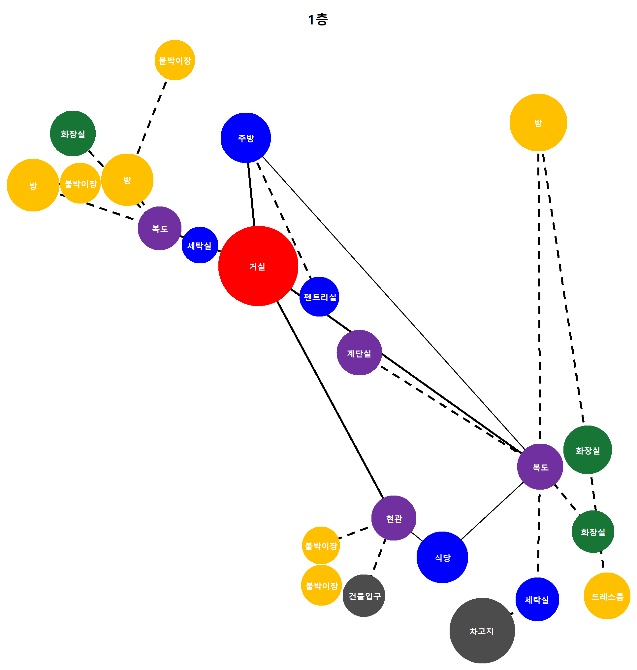 1층
붙박이장
화장실
주방
방
방
붙박이장
방
복도
세탁실
거실
펜트리실
계단실
화장실
복도
현관
화장실
붙박이장
식당
붙박이장
건물입구
세탁실
드레스룸
차고지